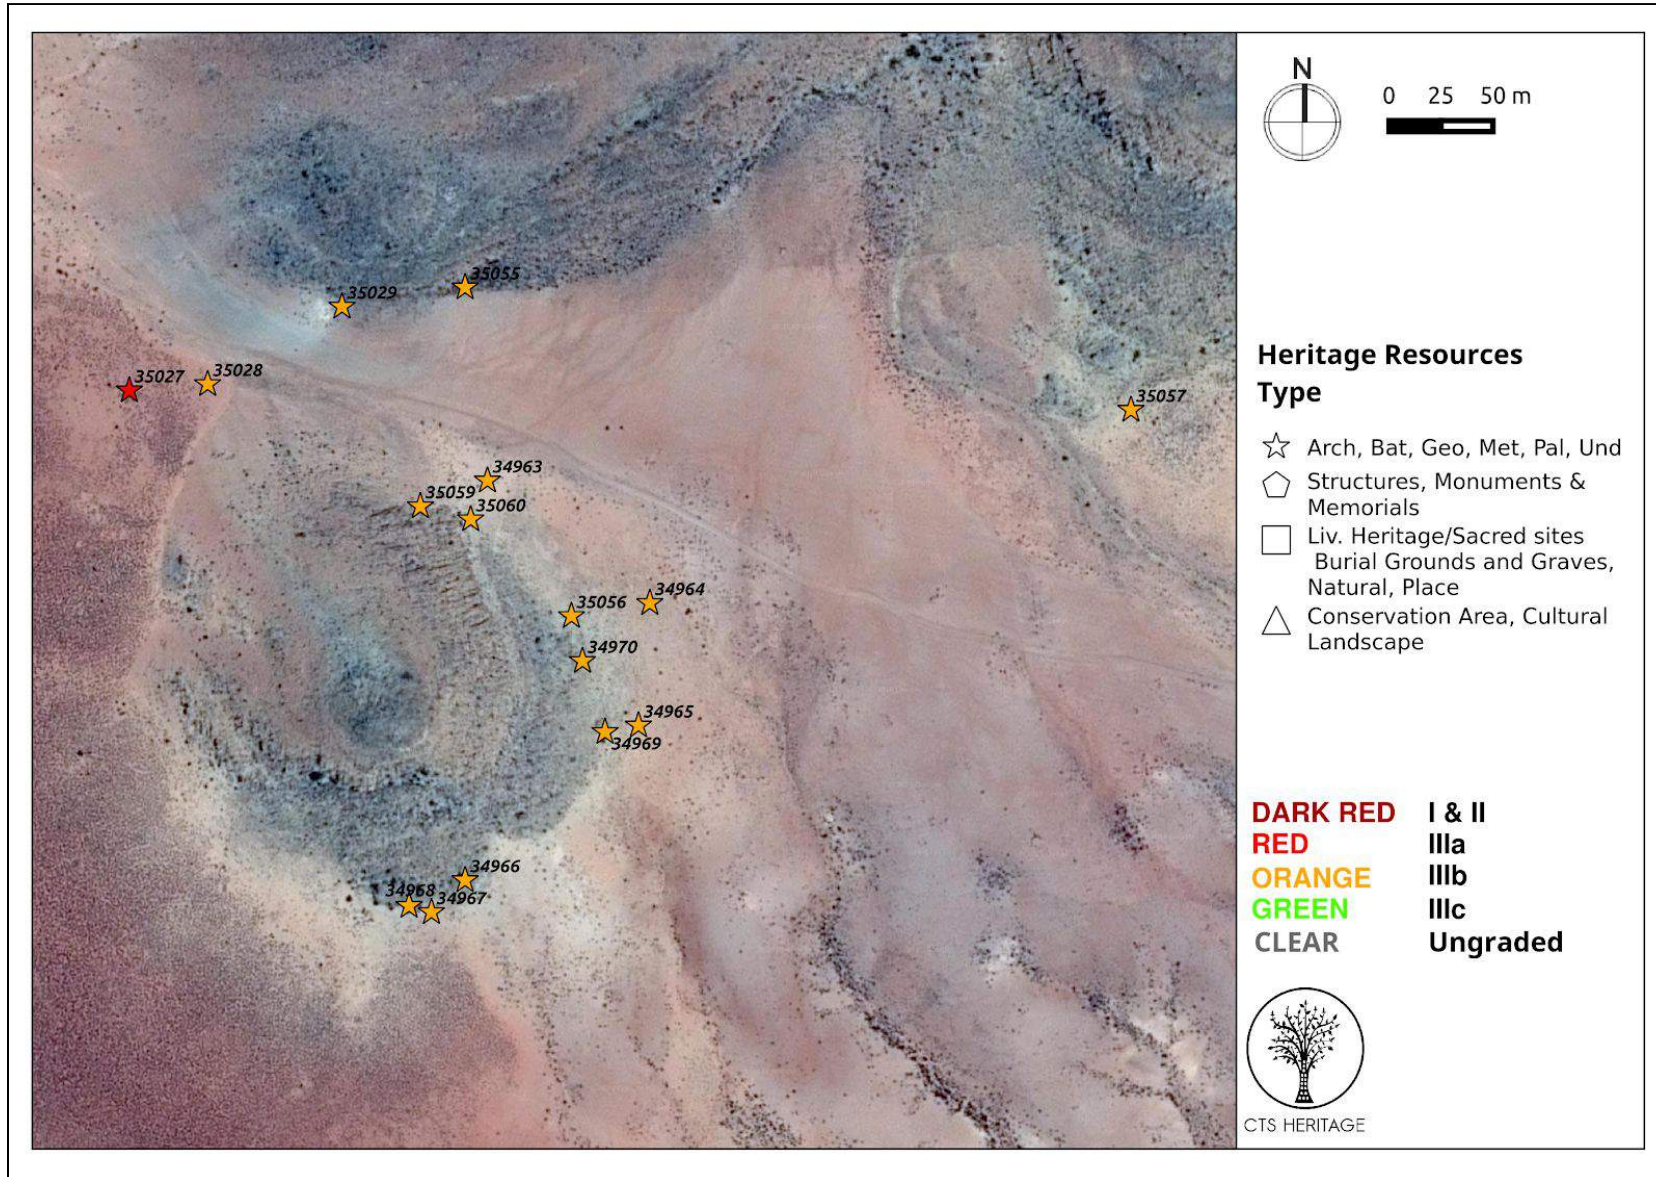 N
0 25 50 m
35055
35029
35027
35028
35057
34963
35059
35060
34964
35056
34970
34965
34969
34966
34968
34967
Heritage Resources
Type
Arch, Bat, Geo, Met, Pal, Und
Structures, Monuments &
Memorials
Liv. Heritage/Sacred sites
Burial Grounds and Graves,
Natural, Place
Conservation Area, Cultural
Landscape
DARK RED I & II
RED IIIa
ORANGE IIIb
GREEN IIIc
CLEAR Ungraded
CTS HERITAGE